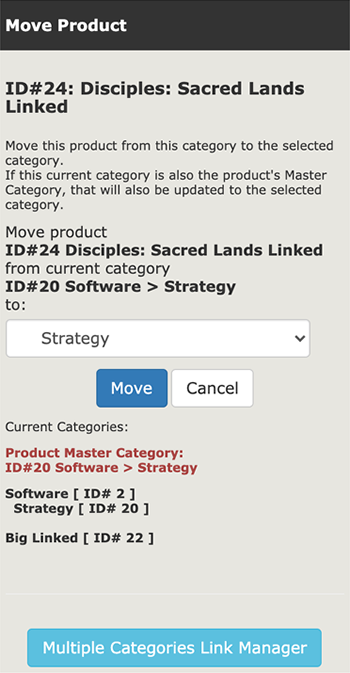 Move Product
ID#24: Disciples: Sacred Lands
Linked
Move this product from this category to the selected
category.
If this current category is also the product's Master
Category, that will also be updated to the selected
category.
Move product
ID#24 Disciples: Sacred Lands Linked
from current category
ID#20 Software > Strategy
to:
Strategy
Move Cancel
Current Categories:
Product Master Category:
ID#20 Software > Strategy
Software [ ID# 2 ]
Strategy [ ID# 20 ]
Big Linked [ ID# 22 ]
Multiple Categories Link Manager